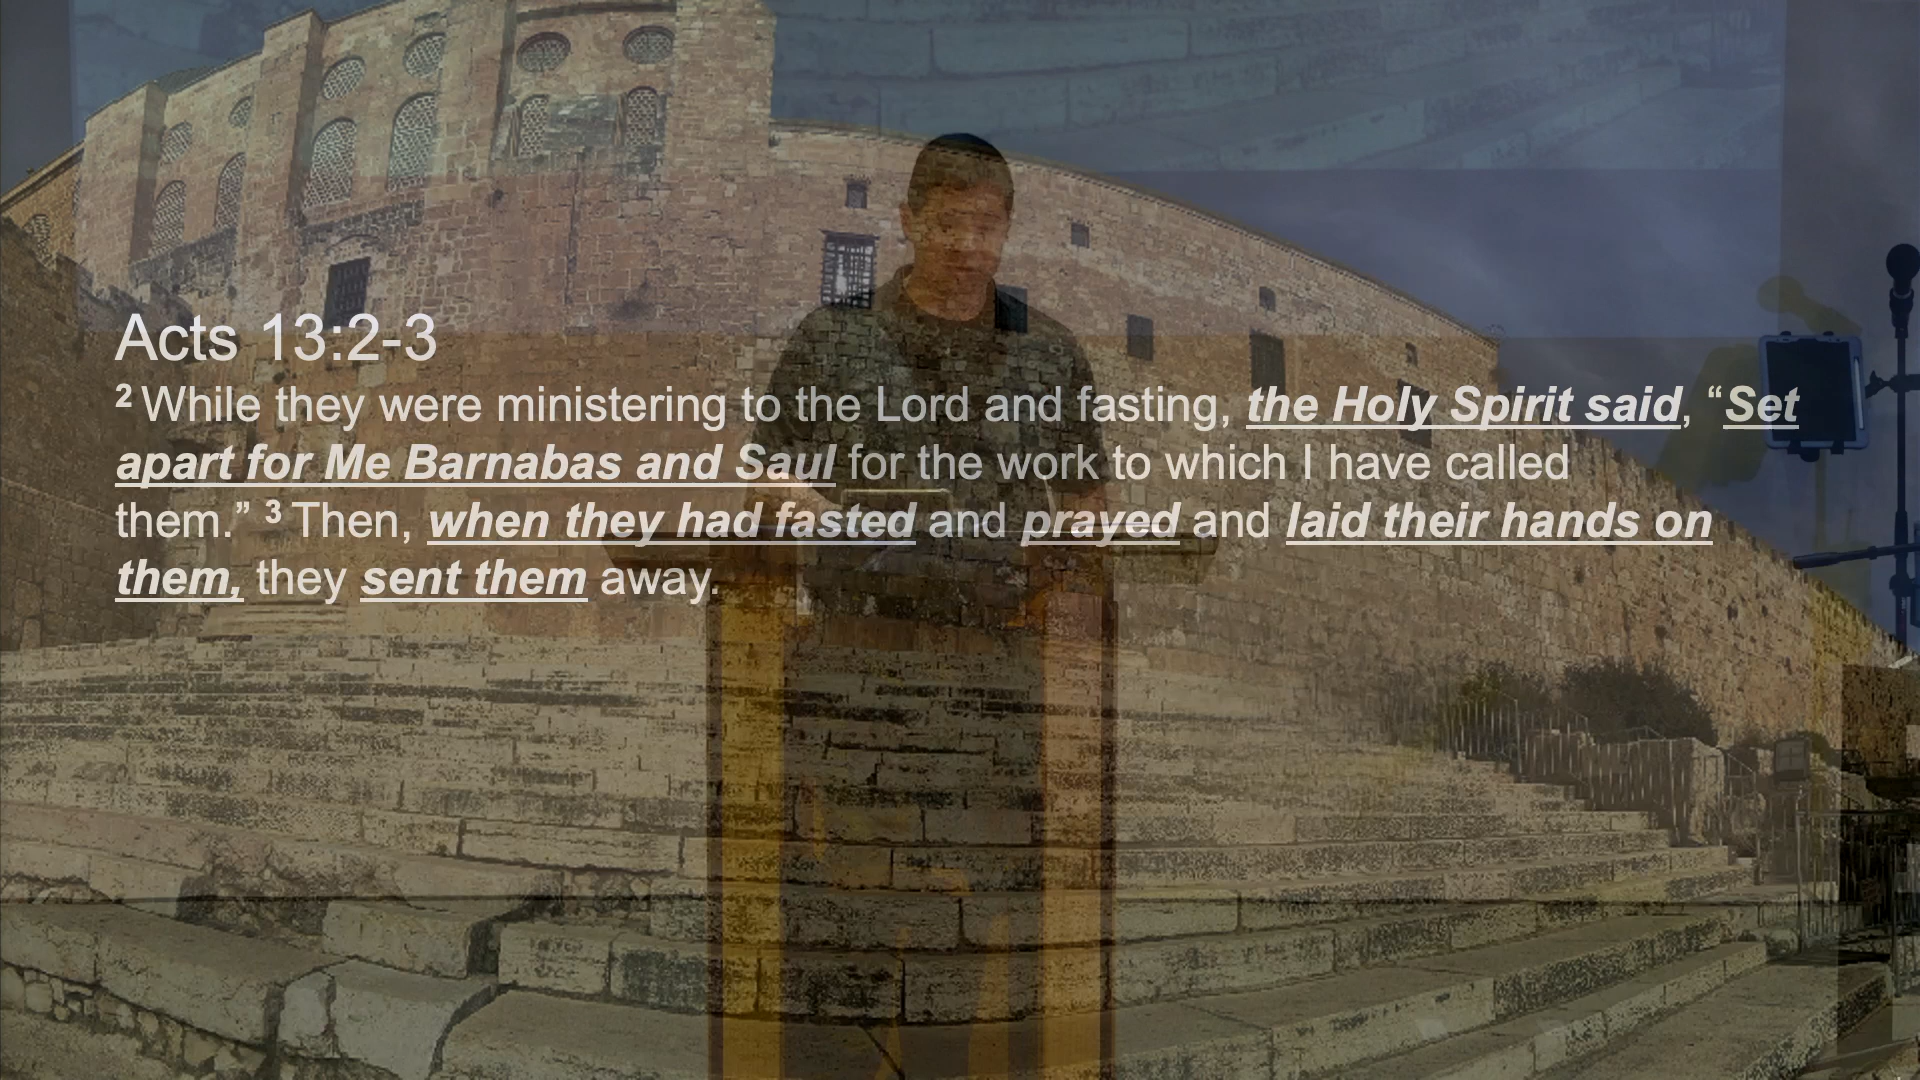 Acts 13:2-3
2 While they were ministering to the Lord and fasting, the Holy Spirit said, “Set
apart for Me Barnabas and Saul for the work to which I have called
them.” 3 Then, when they had fasted and prayed and laid their hands on
them, they sent them away.